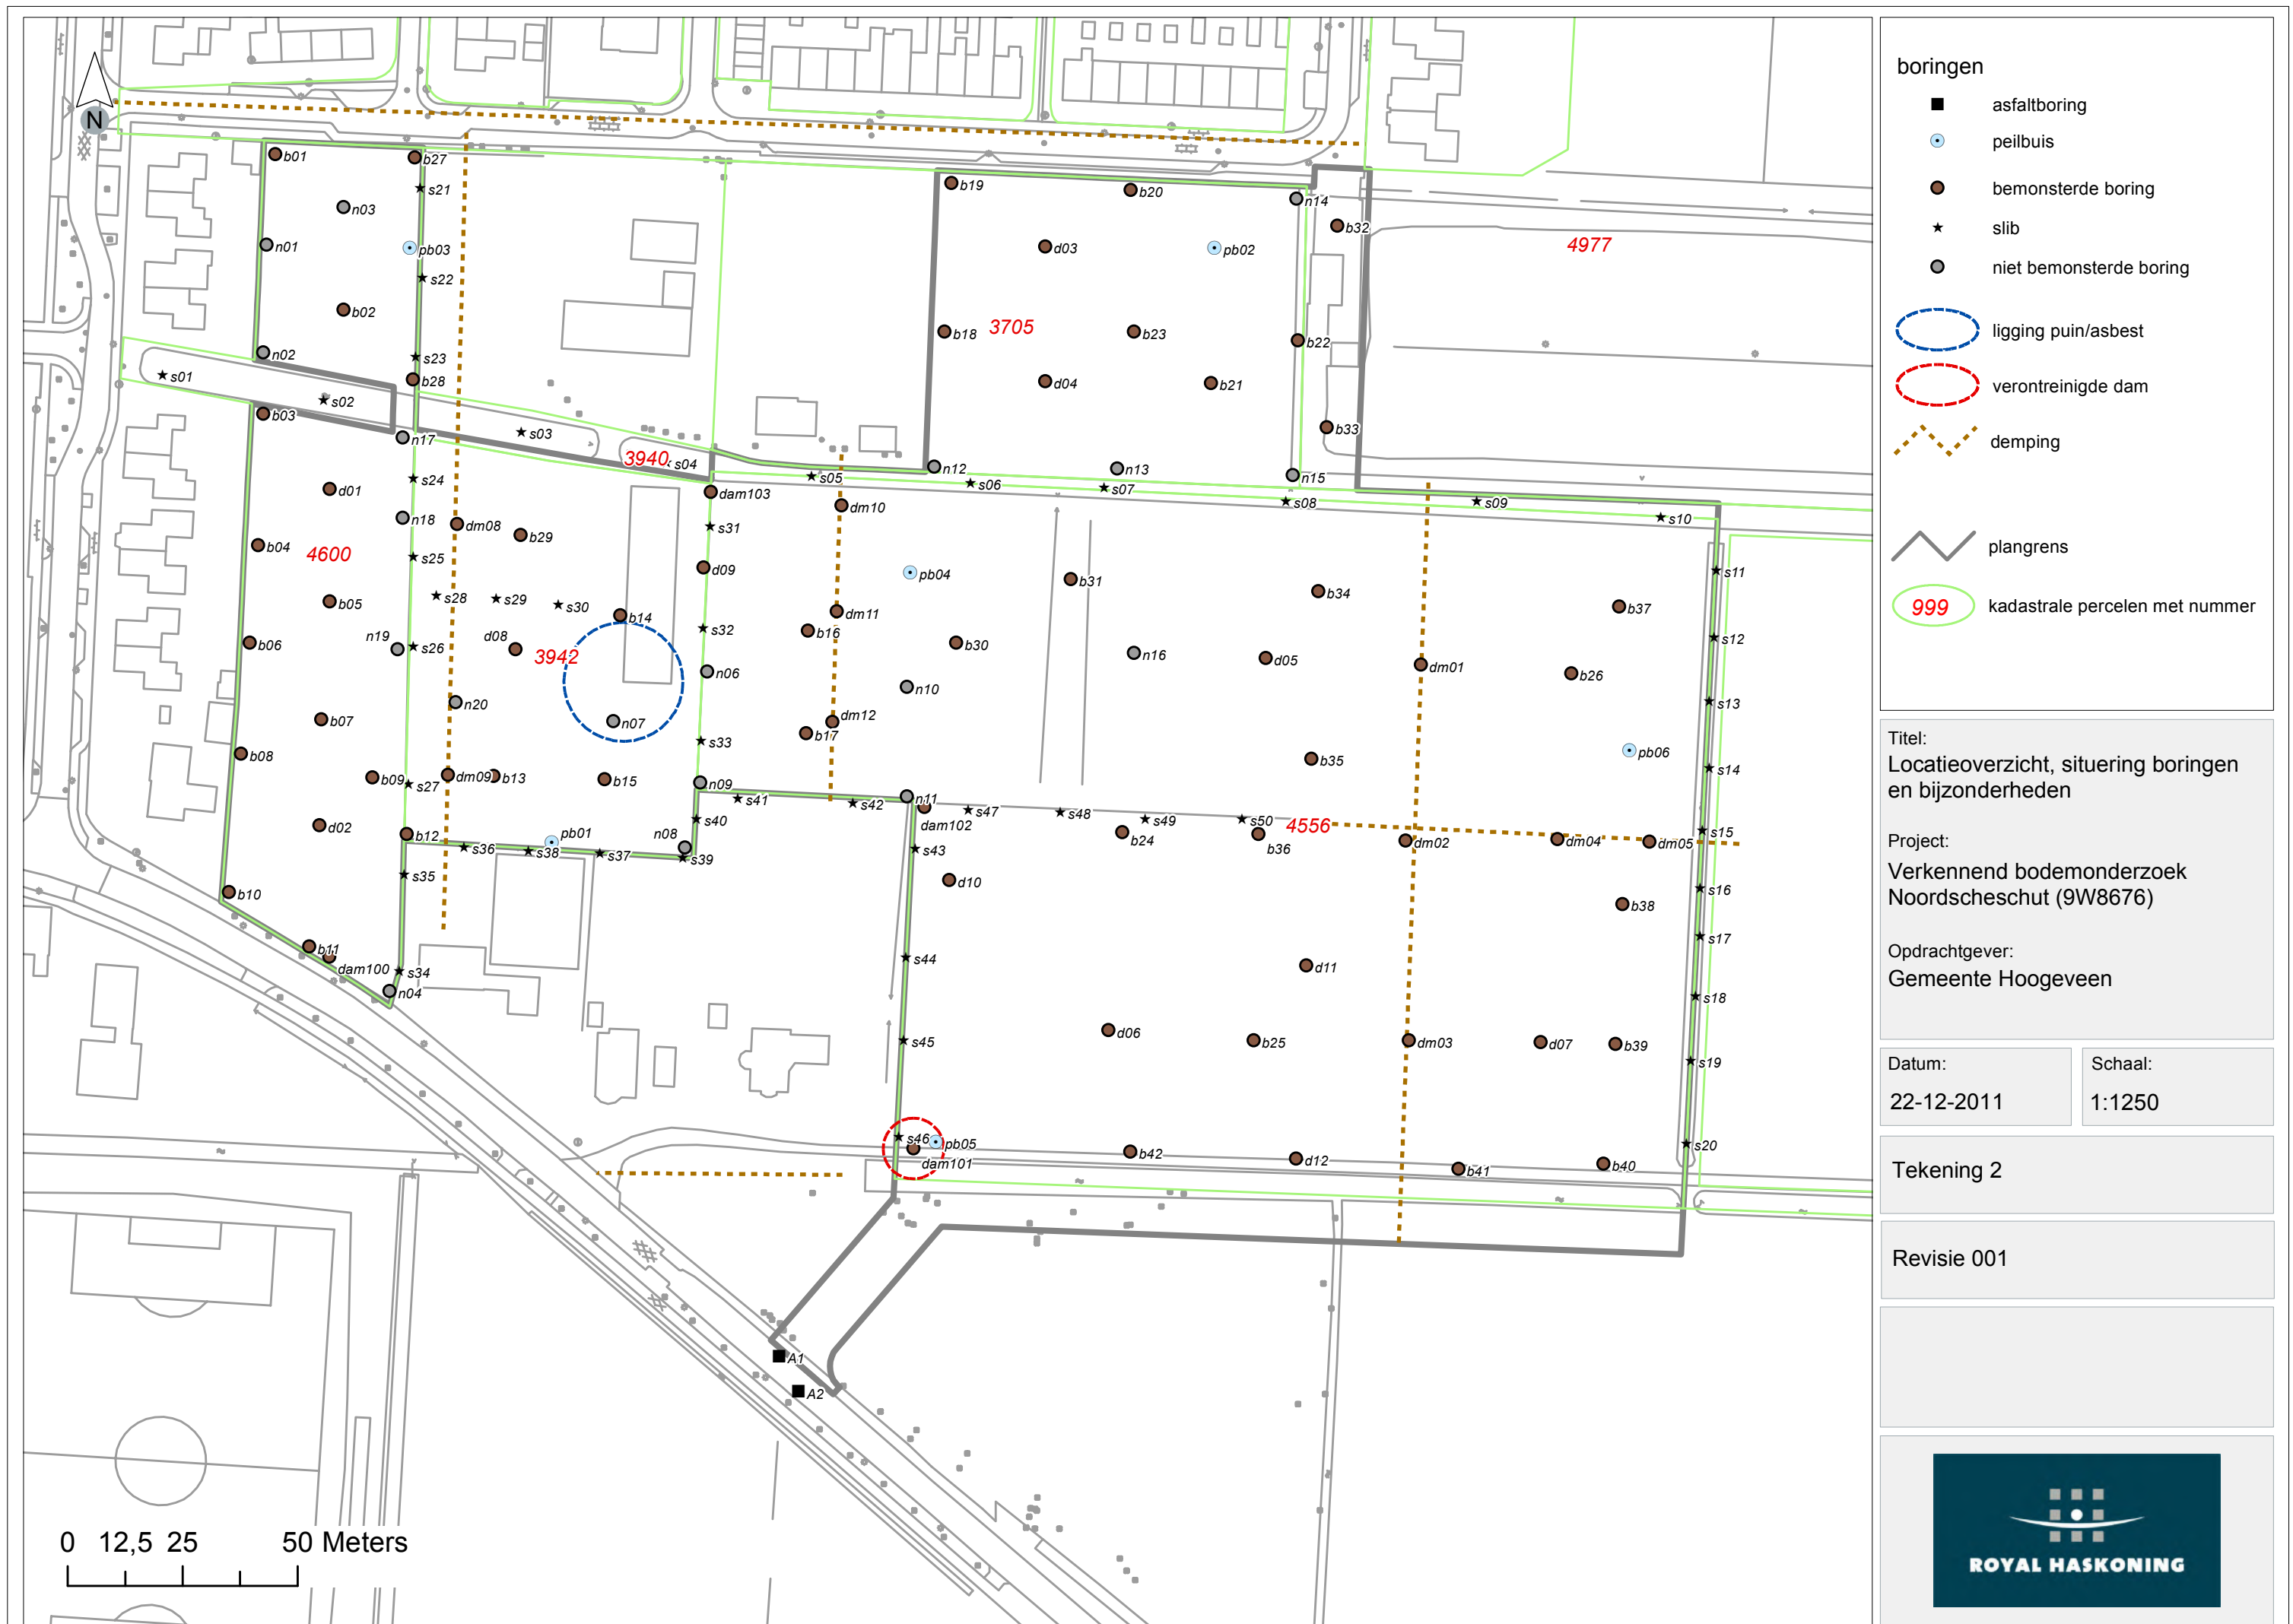 N
b01
b27
s21
n03
n01
pb03
s22
b02
n02
s23
b28
s01
s02
b03
n17
s03
3940
s04
b19
b20
n14
b32
d03
pb02
4977
b18
3705
b23
b22
d04
b21
b33
n12
n13
n15
s05
s06
s07
s08
s09
s10
d01
s24
dam103
dm10
n18
dm08
b29
s31
b04
4600
s25
d09
pb04
b31
s11
b05
s28
s29
s30
b14
dm11
b34
b37
b06
n19
s26
d08
3942
s32
b16
b30
n16
d05
dm01
s12
n06
n10
b26
n20
s13
b07
n07
dm12
b17
s33
b08
b35
pb06
s14
b09
s27
dm09
b13
b15
n09
s41
s42
n11
dam102
s47
s48
s49
s50
4556
d02
b12
pb01
n08
s40
s36
s38
s37
s39
s43
b24
b36
dm02
dm04
dm05
s15
b10
s35
d10
s16
b38
b11
dam100
s34
n04
s44
d11
s17
s18
s45
d06
b25
dm03
d07
b39
s19
s46
pb05
dam101
b42
d12
b41
b40
s20
A1
A2
0 12,5 25 50 Meters
boringen
asfaltboring
peilbuis
bemonsterde boring
slib
niet bemonsterde boring
ligging puin/asbest
verontreinigde dam
demping
plangrens
999 kadastrale percelen met nummer
Titel:
Locatieoverzicht, situering boringen
en bijzonderheden
Project:
Verkennend bodemonderzoek
Noordscheschut (9W8676)
Opdrachtgever:
Gemeente Hoogeveen
Datum:
22-12-2011
Schaal:
1:1250
Tekening 2
Revisie 001
ROYAL HASKONING